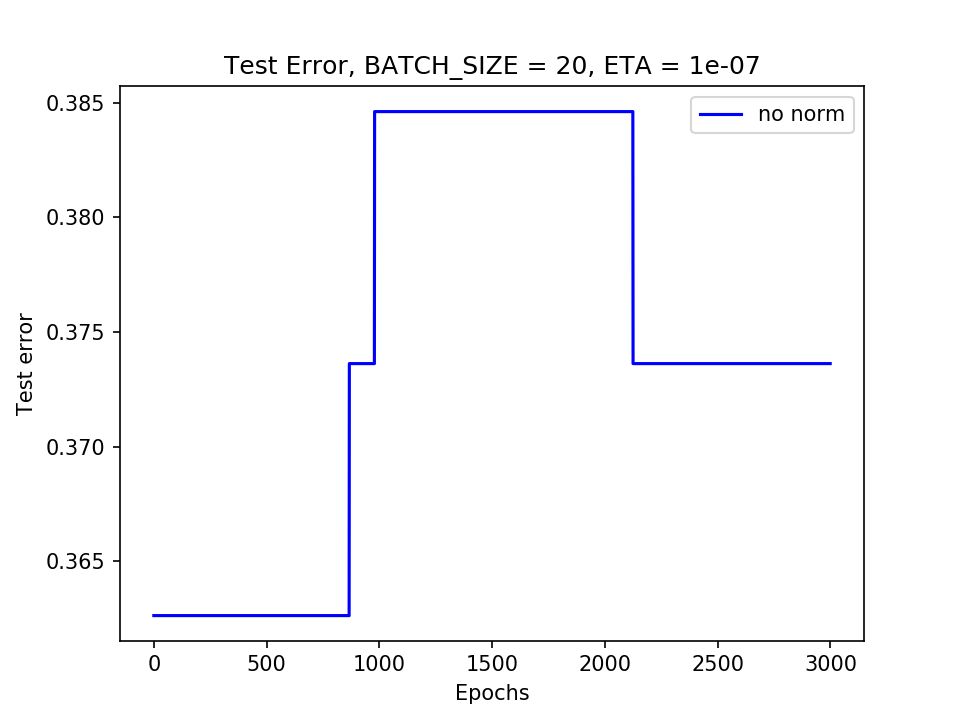 Test Error, BATCH_SIZE = 20, ETA = 1e-07
no norm
0.385
0.380
0.375
0.370
0.365
Test error
0 500 1000 1500 2000 2500 3000
Epochs